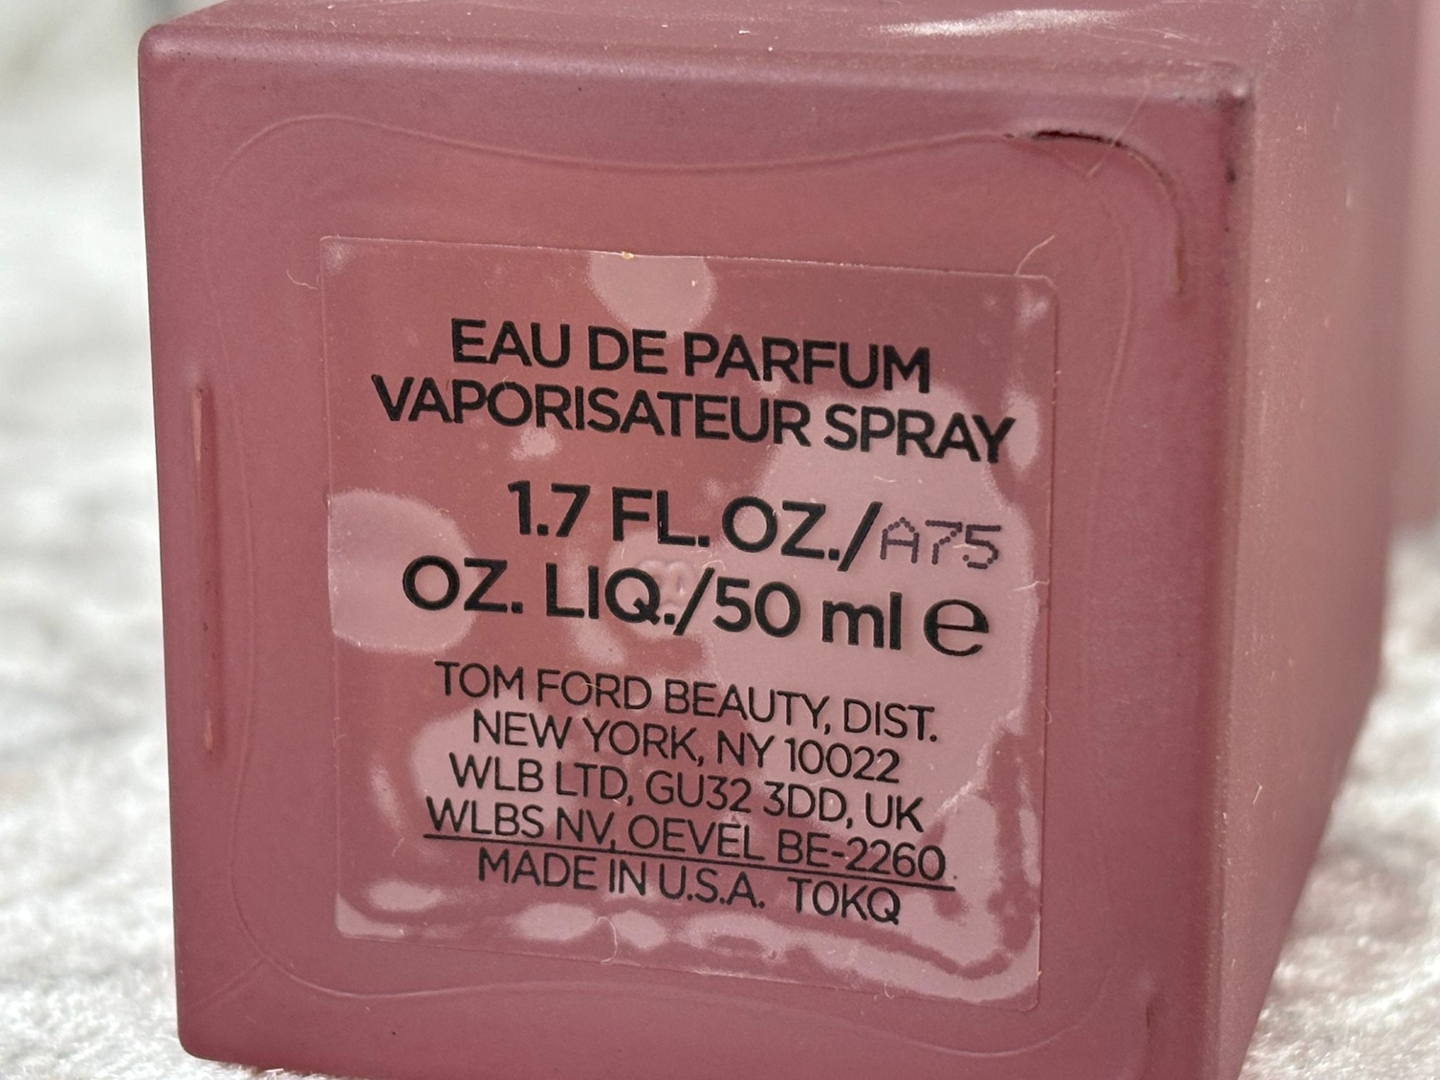 EAU DE PARFUM
VAPORISATEUR SPRAY
1.7 FL. OZ./A75
OZ. LIQ./50 ml e
TOM FORD BEAUTY, DIST.
NEW YORK, NY 10022
WLB LTD, GU32 3DD, UK
WLBS NV, OEVEL BE-2260
MADE IN U.S.A. TOKQ